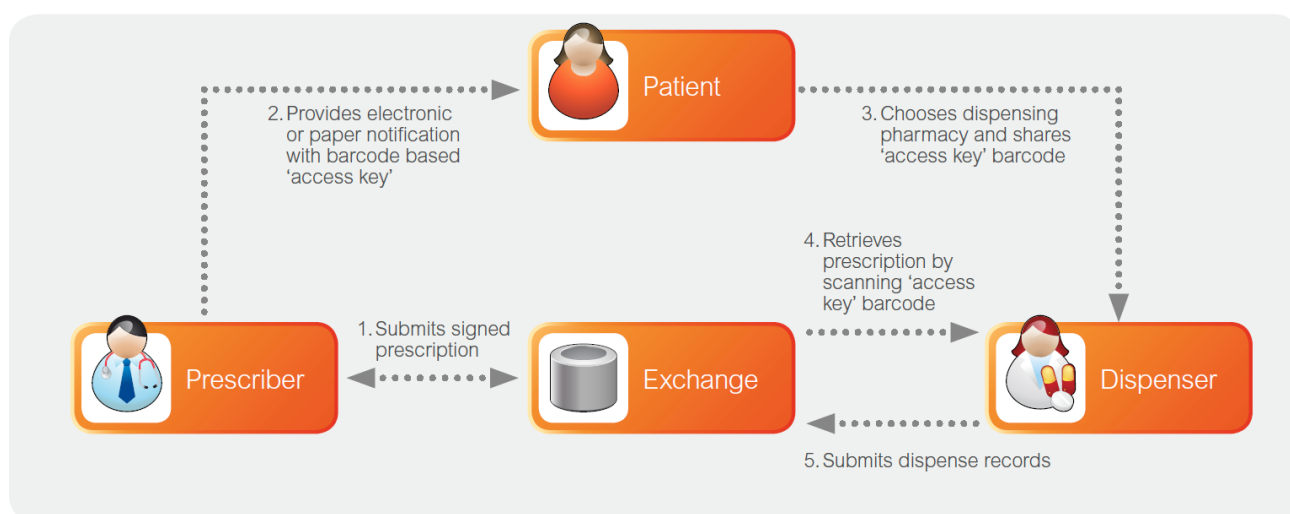 Patient
2. Provides electronic
or paper notification
with barcode based
‘access key’
3. Chooses dispensing
pharmacy and shares
‘access key’ barcode
4. Retrieves
prescription by
scanning ‘access
key’ barcode
1. Submits signed
prescription
Prescriber
Exchange
Dispenser
5. Submits dispense records